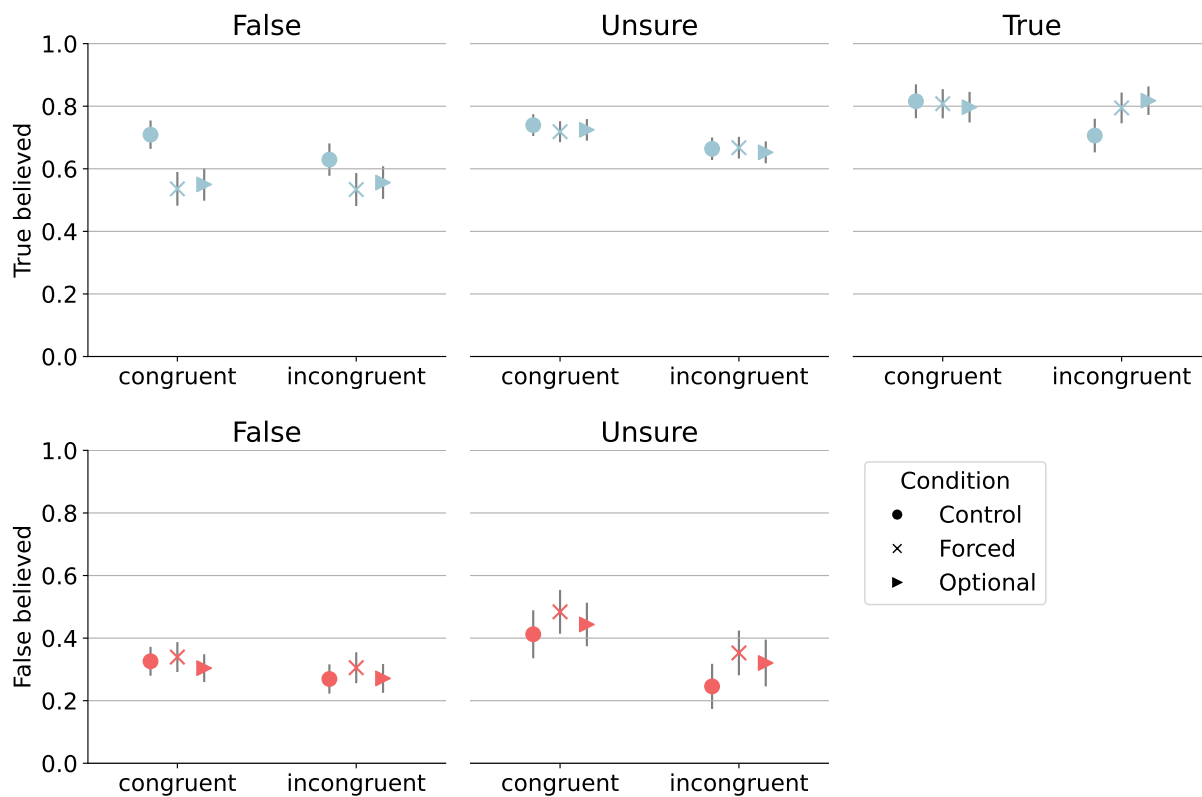 False
Unsure
True
True believed
1.0
0.8
0.6
0.4
0.2
0.0
congruent
incongruent
congruent
incongruent
congruent
incongruent
False
Unsure
False believed
1.0
0.8
0.6
0.4
0.2
0.0
congruent
incongruent
congruent
incongruent
Condition
Control
Forced
Optional